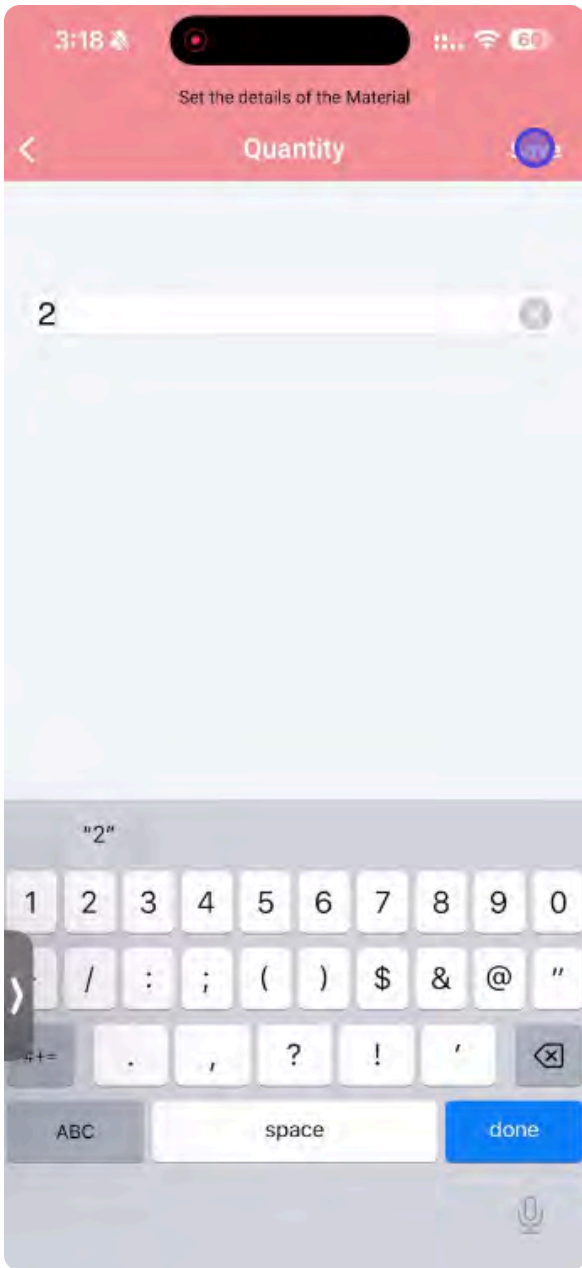 3:18
Set the details of the Material
Quantity
2
"2"
1 2 3 4 5 6 7 8 9 0
/ : ; ( ) $ & @ "
. , ? ! '
ABC space done